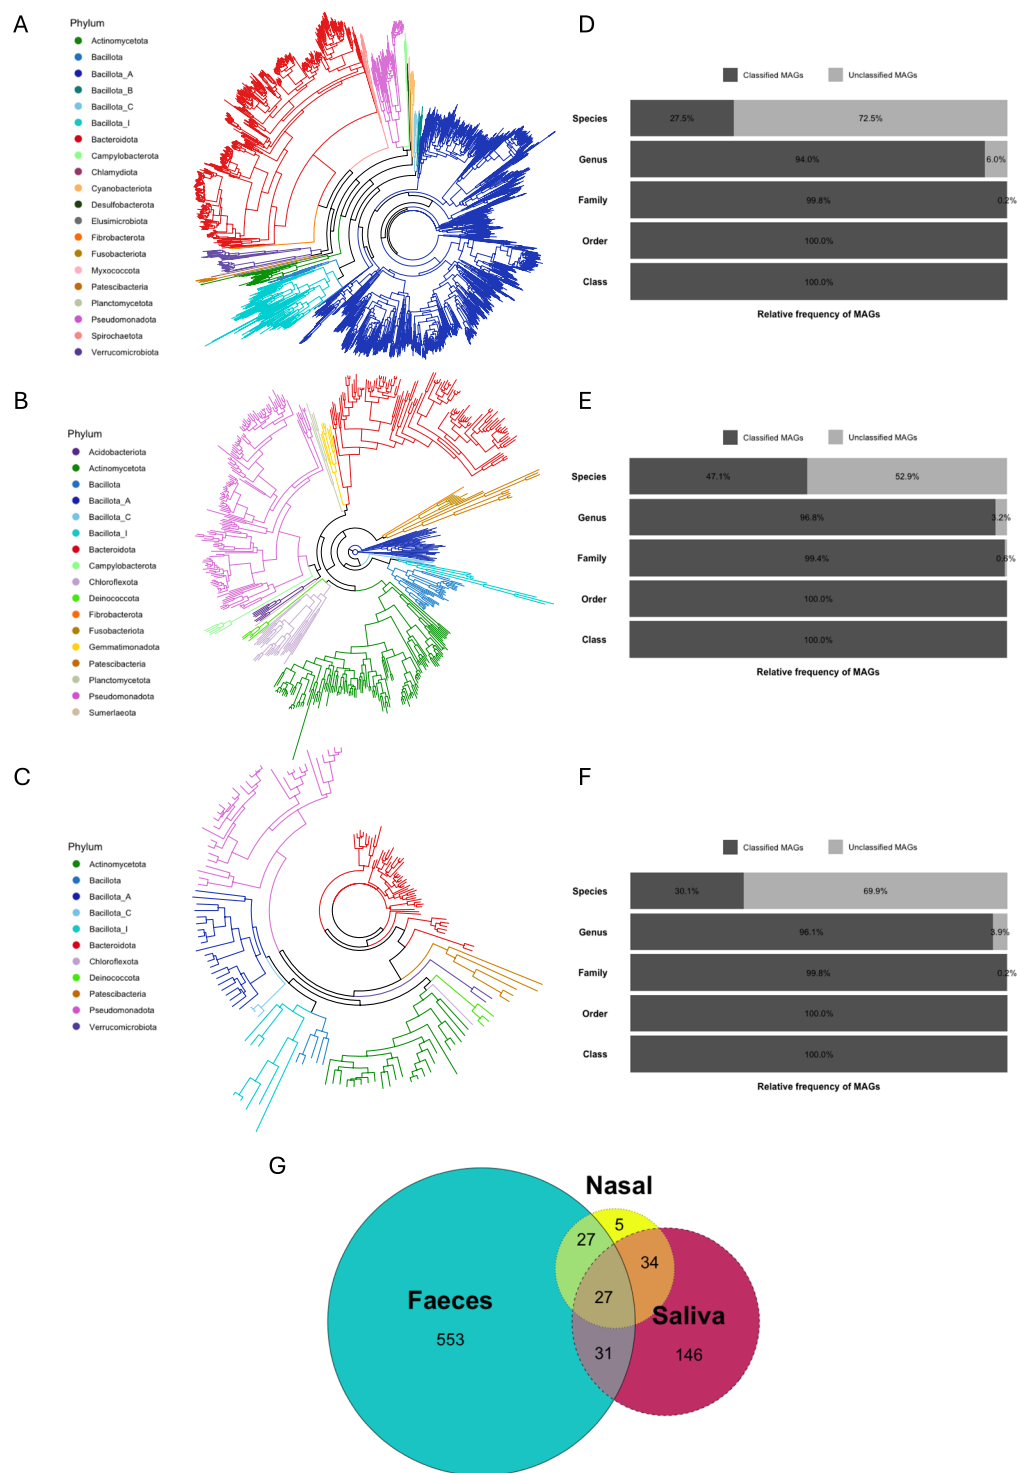 A
Phylum
Actinomycetota
Bacillota
Bacillota_A
Bacillota_B
Bacillota_C
Bacillota_I
Bacteroidota
Campylobacterota
Chlamydiota
Cyanobacteriota
Desulfobacterota
Elusimicrobiota
Fibrobacterota
Fusobacteriota
Myxococcota
Patescibacteria
Planctomycetota
Pseudomonadota
Spirochaetota
Verrucomicrobiota
D
Classified MAGs
Unclassified MAGs
Species 27.5% 72.5%
Genus 94.0% 6.0%
Family 99.8% 0.2%
Order 100.0%
Class 100.0%
Relative frequency of MAGs
B
Phylum
Acidobacteriota
Actinomycetota
Bacillota
Bacillota_A
Bacillota_C
Bacillota_I
Bacteroidota
Campylobacterota
Chloroflexota
Deinococcota
Fibrobacterota
Fusobacteriota
Gemmatimonadota
Patescibacteria
Planctomycetota
Pseudomonadota
Sumerlaeota
E
Classified MAGs
Unclassified MAGs
Species 47.1% 52.9%
Genus 96.8% 3.2%
Family 99.4% 0.6%
Order 100.0%
Class 100.0%
Relative frequency of MAGs
C
Phylum
Actinomycetota
Bacillota
Bacillota_A
Bacillota_C
Bacillota_I
Bacteroidota
Chloroflexota
Deinococcota
Patescibacteria
Pseudomonadota
Verrucomicrobiota
F
Classified MAGs
Unclassified MAGs
Species 30.1% 69.9%
Genus 96.1% 3.9%
Family 99.8% 0.2%
Order 100.0%
Class 100.0%
Relative frequency of MAGs
G
Nasal
5
27
34
27
Faeces
Saliva
553
31
146